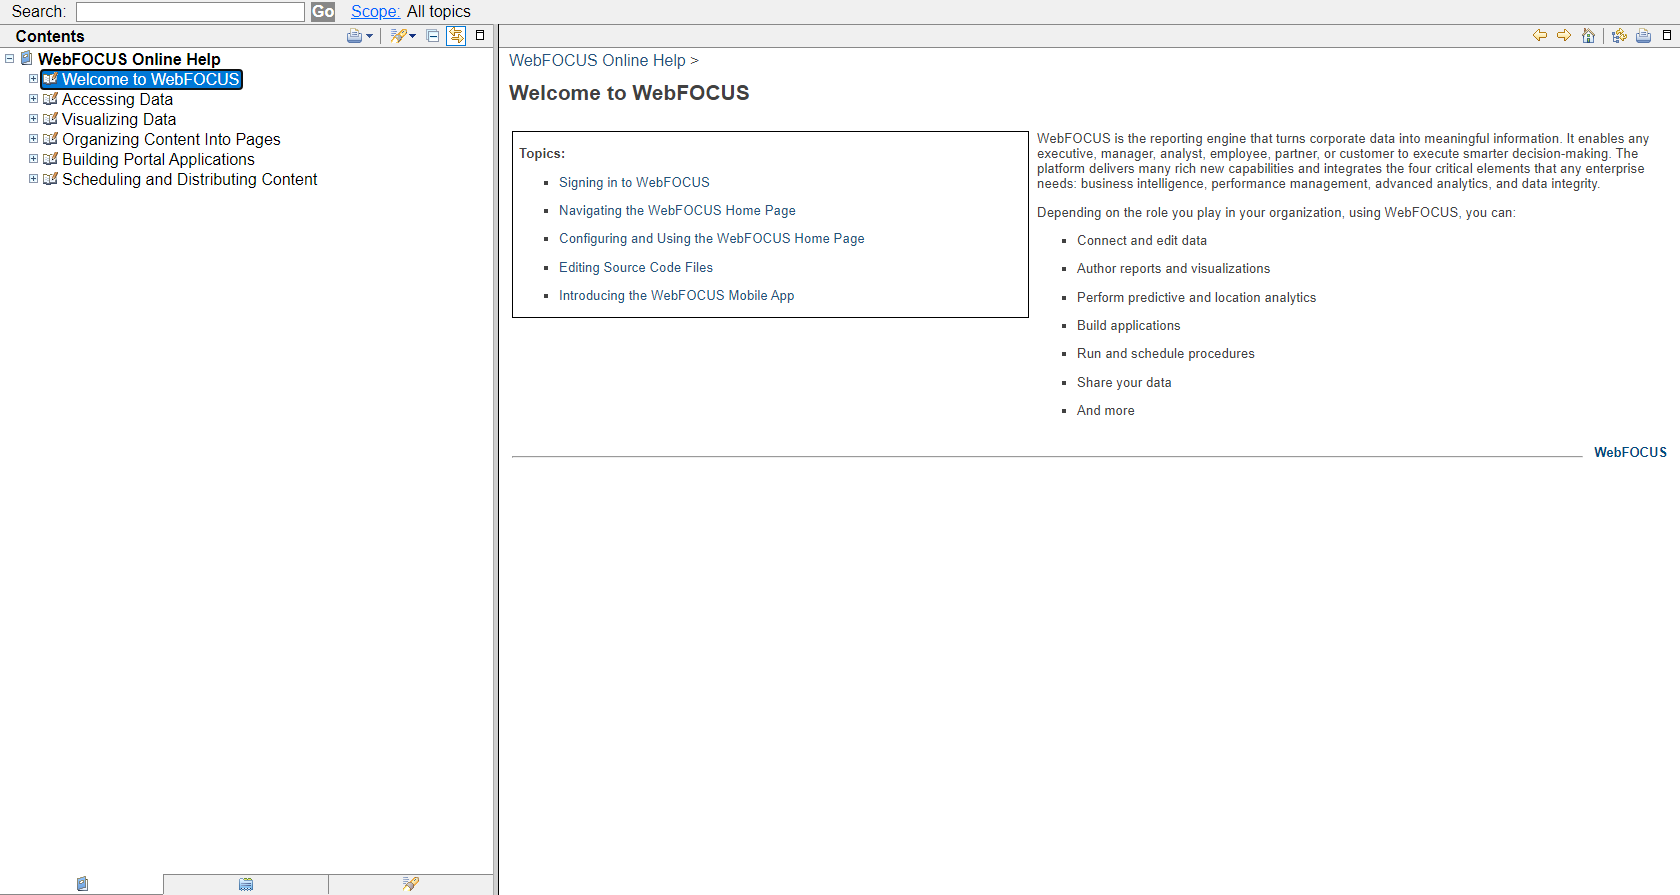 Search:
Go
Scope: All topics
Contents
WebFOCUS Online Help
Welcome to WebFOCUS
Accessing Data
Visualizing Data
Organizing Content Into Pages
Building Portal Applications
Scheduling and Distributing Content
WebFOCUS Online Help >
Welcome to WebFOCUS
Topics:
Signing in to WebFOCUS
Navigating the WebFOCUS Home Page
Configuring and Using the WebFOCUS Home Page
Editing Source Code Files
Introducing the WebFOCUS Mobile App
WebFOCUS is the reporting engine that turns corporate data into meaningful information. It enables any
executive, manager, analyst, employee, partner, or customer to execute smarter decision-making. The
platform delivers many rich new capabilities and integrates the four critical elements that any enterprise
needs: business intelligence, performance management, advanced analytics, and data integrity.
Depending on the role you play in your organization, using WebFOCUS, you can:
Connect and edit data
Author reports and visualizations
Perform predictive and location analytics
Build applications
Run and schedule procedures
Share your data
And more
WebFOCUS